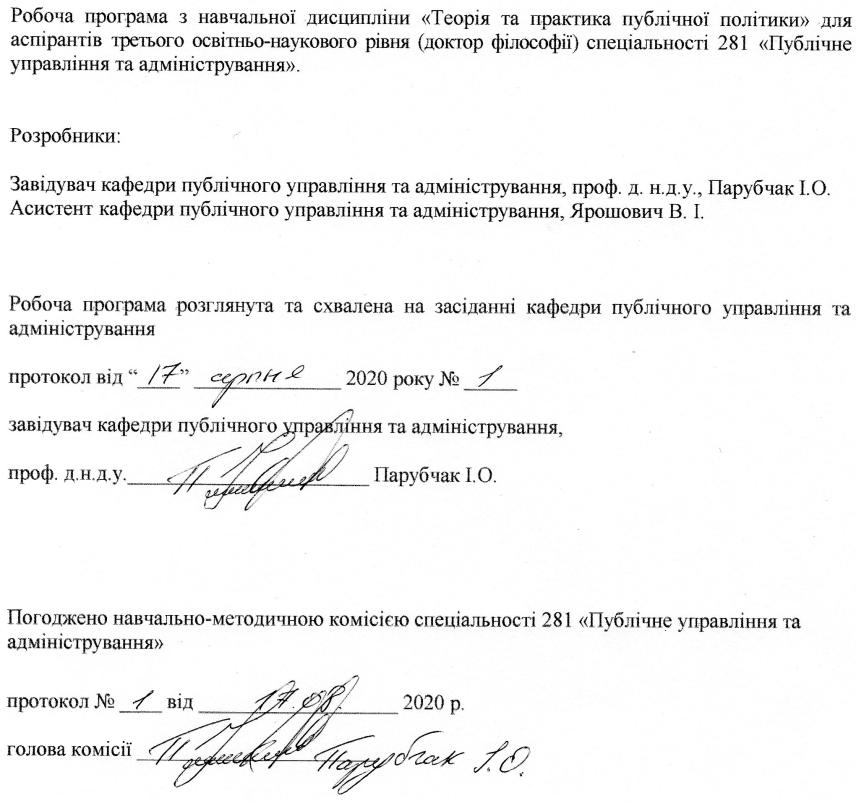 Робоча програма з навчальної дисципліни «Теорія та практика публічної політики» для
аспірантів третього освітньо-наукового рівня (доктор філософії) спеціальності 281 «Публічне
управління та адміністрування».
Розробники:
Завідувач кафедри публічного управління та адміністрування, проф. д. н.д.у., Парубчак І.О.
Асистент кафедри публічного управління та адміністрування, Ярошович В. І.
Робоча програма розглянута та схвалена на засіданні кафедри публічного управління та
адміністрування
протокол від “ 17 ” серпня 2020 року № 1
завідувач кафедри публічного управління та адміністрування,
проф. д.н.д.у. Парубчак І.О.
Погоджено навчально-методичною комісією спеціальності 281 «Публічне управління та
адміністрування»
протокол № 1 від 17.08. 2020 р.
голова комісії Парубчак І.О.